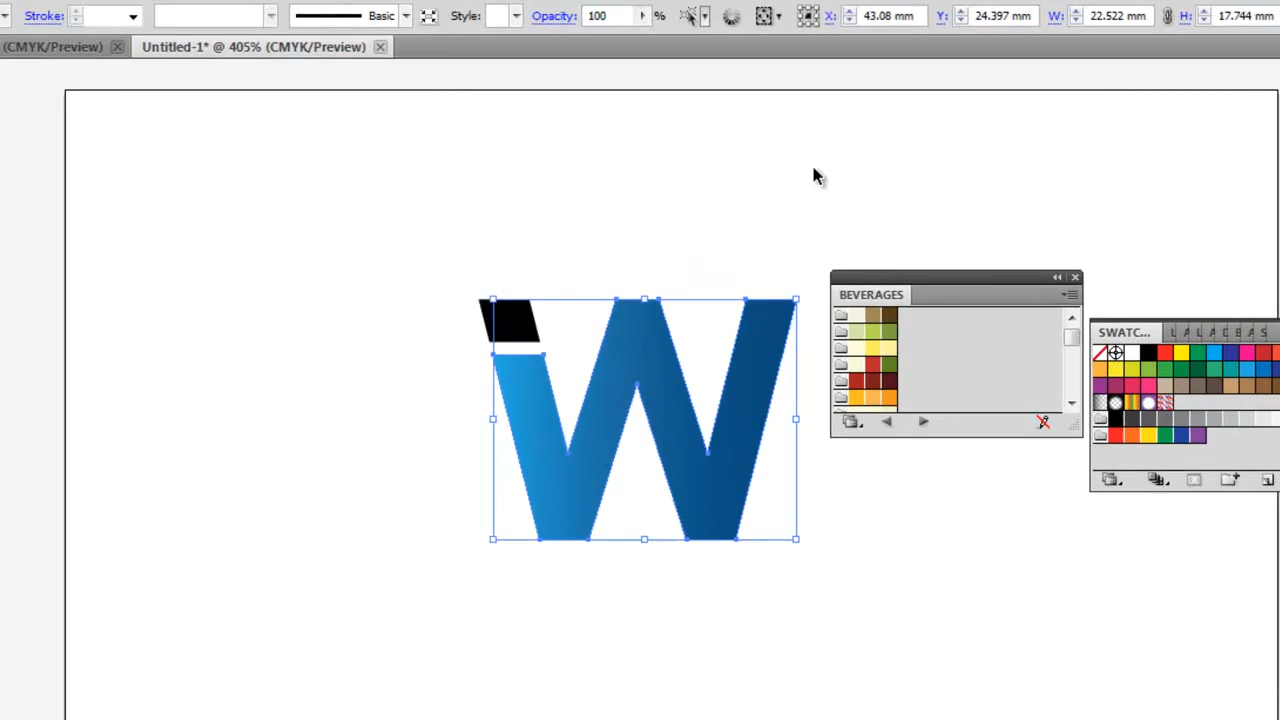 Stroke: Basic Style: Opacity: 100 % X: 43.08 mm Y: 24.397 mm W: 22.522 mm H: 17.744 mm
(CMYK/Preview) Untitled-1* @ 405% (CMYK/Preview)
W
BEVERAGES
SWATC... L A L A D B A S